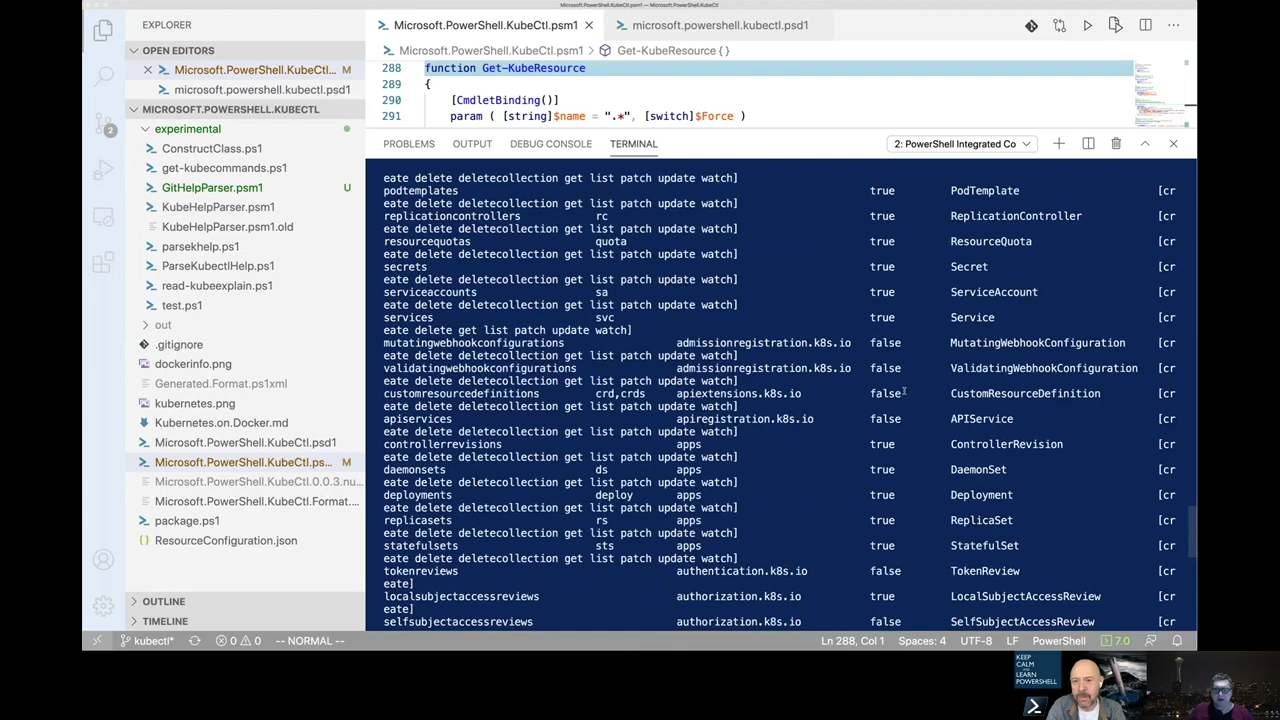 Microsoft.PowerShell.KubeCtl.psm1 — Microsoft.PowerShell.KubeCtl
EXPLORER
OPEN EDITORS
Microsoft.PowerShell.KubeCtl... M
microsoft.powershell.kubectl.psd1
MICROSOFT.POWERSHELL.KUBECTL
experimental
ConstructClass.ps1
get-kubecommands.ps1
GitHelpParser.psm1 U
KubeHelpParser.psm1
KubeHelpParser.psm1.old
parsekhelp.ps1
ParseKubectlHelp.ps1
read-kubeexplain.ps1
test.ps1
out
.gitignore
dockerinfo.png
Generated.Format.ps1xml
kubernetes.png
Kubernetes.on.Docker.md
Microsoft.PowerShell.KubeCtl.psd1
Microsoft.PowerShell.KubeCtl.ps... M
Microsoft.PowerShell.KubeCtl.0.0.3.nu...
Microsoft.PowerShell.KubeCtl.Format....
package.ps1
ResourceConfiguration.json
OUTLINE
TIMELINE
2
Microsoft.PowerShell.KubeCtl.psm1 microsoft.powershell.kubectl.psd1
Microsoft.PowerShell.KubeCtl.psm1 > Get-KubeResource { }
288 function Get-KubeResource
289 {
290 [CmdletBinding()]
291 param ( [string]$name = ".*", [switch]$Force )
PROBLEMS OUTPUT DEBUG CONSOLE TERMINAL 2: PowerShell Integrated Co
eate delete deletecollection get list patch update watch]
podtemplates true PodTemplate [cr
eate delete deletecollection get list patch update watch]
replicationcontrollers rc true ReplicationController [cr
eate delete deletecollection get list patch update watch]
resourcequotas quota true ResourceQuota [cr
eate delete deletecollection get list patch update watch]
secrets true Secret [cr
eate delete deletecollection get list patch update watch]
serviceaccounts sa true ServiceAccount [cr
eate delete deletecollection get list patch update watch]
services svc true Service [cr
eate delete get list patch update watch]
mutatingwebhookconfigurations admissionregistration.k8s.io false MutatingWebhookConfiguration [cr
eate delete deletecollection get list patch update watch]
validatingwebhookconfigurations admissionregistration.k8s.io false ValidatingWebhookConfiguration [cr
eate delete deletecollection get list patch update watch]
customresourcedefinitions crd,crds apiextensions.k8s.io false CustomResourceDefinition [cr
eate delete deletecollection get list patch update watch]
apiservices apiregistration.k8s.io false APIService [cr
eate delete deletecollection get list patch update watch]
controllerrevisions apps true ControllerRevision [cr
eate delete deletecollection get list patch update watch]
daemonsets ds apps true DaemonSet [cr
eate delete deletecollection get list patch update watch]
deployments deploy apps true Deployment [cr
eate delete deletecollection get list patch update watch]
replicasets rs apps true ReplicaSet [cr
eate delete deletecollection get list patch update watch]
statefulsets sts apps true StatefulSet [cr
eate delete deletecollection get list patch update watch]
tokenreviews authentication.k8s.io false TokenReview [cr
eate]
localsubjectaccessreviews authorization.k8s.io true LocalSubjectAccessReview [cr
eate]
selfsubjectaccessreviews authorization.k8s.io false SelfSubjectAccessReview [cr
kubectl* 0 0 -- NORMAL -- Ln 288, Col 1 Spaces: 4 UTF-8 LF PowerShell 7.0
KEEP
CALM
AND
LEARN
POWERSHELL